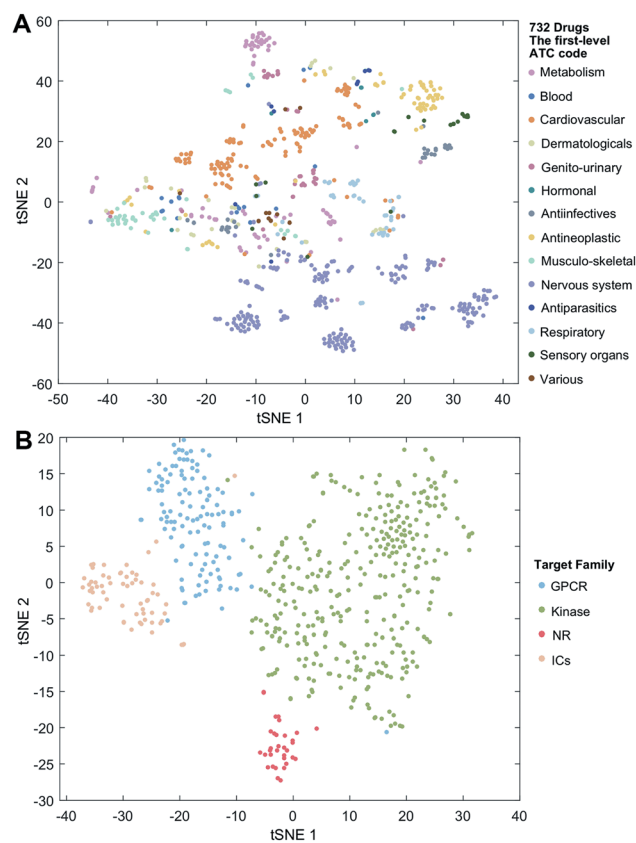 A
732 Drugs
The first-level
ATC code
Metabolism
Blood
Cardiovascular
Dermatologicals
Genito-urinary
Hormonal
Antiinfectives
Antineoplastic
Musculo-skeletal
Nervous system
Antiparasitics
Respiratory
Sensory organs
Various
60
40
20
0
-20
-40
-60
tSNE 2
-50 -40 -30 -20 -10 0 10 20 30 40
tSNE 1
B
20
15
10
5
0
-5
-10
-15
-20
-25
-30
tSNE 2
-40 -30 -20 -10 0 10 20 30 40
tSNE 1
Target Family
GPCR
Kinase
NR
ICs